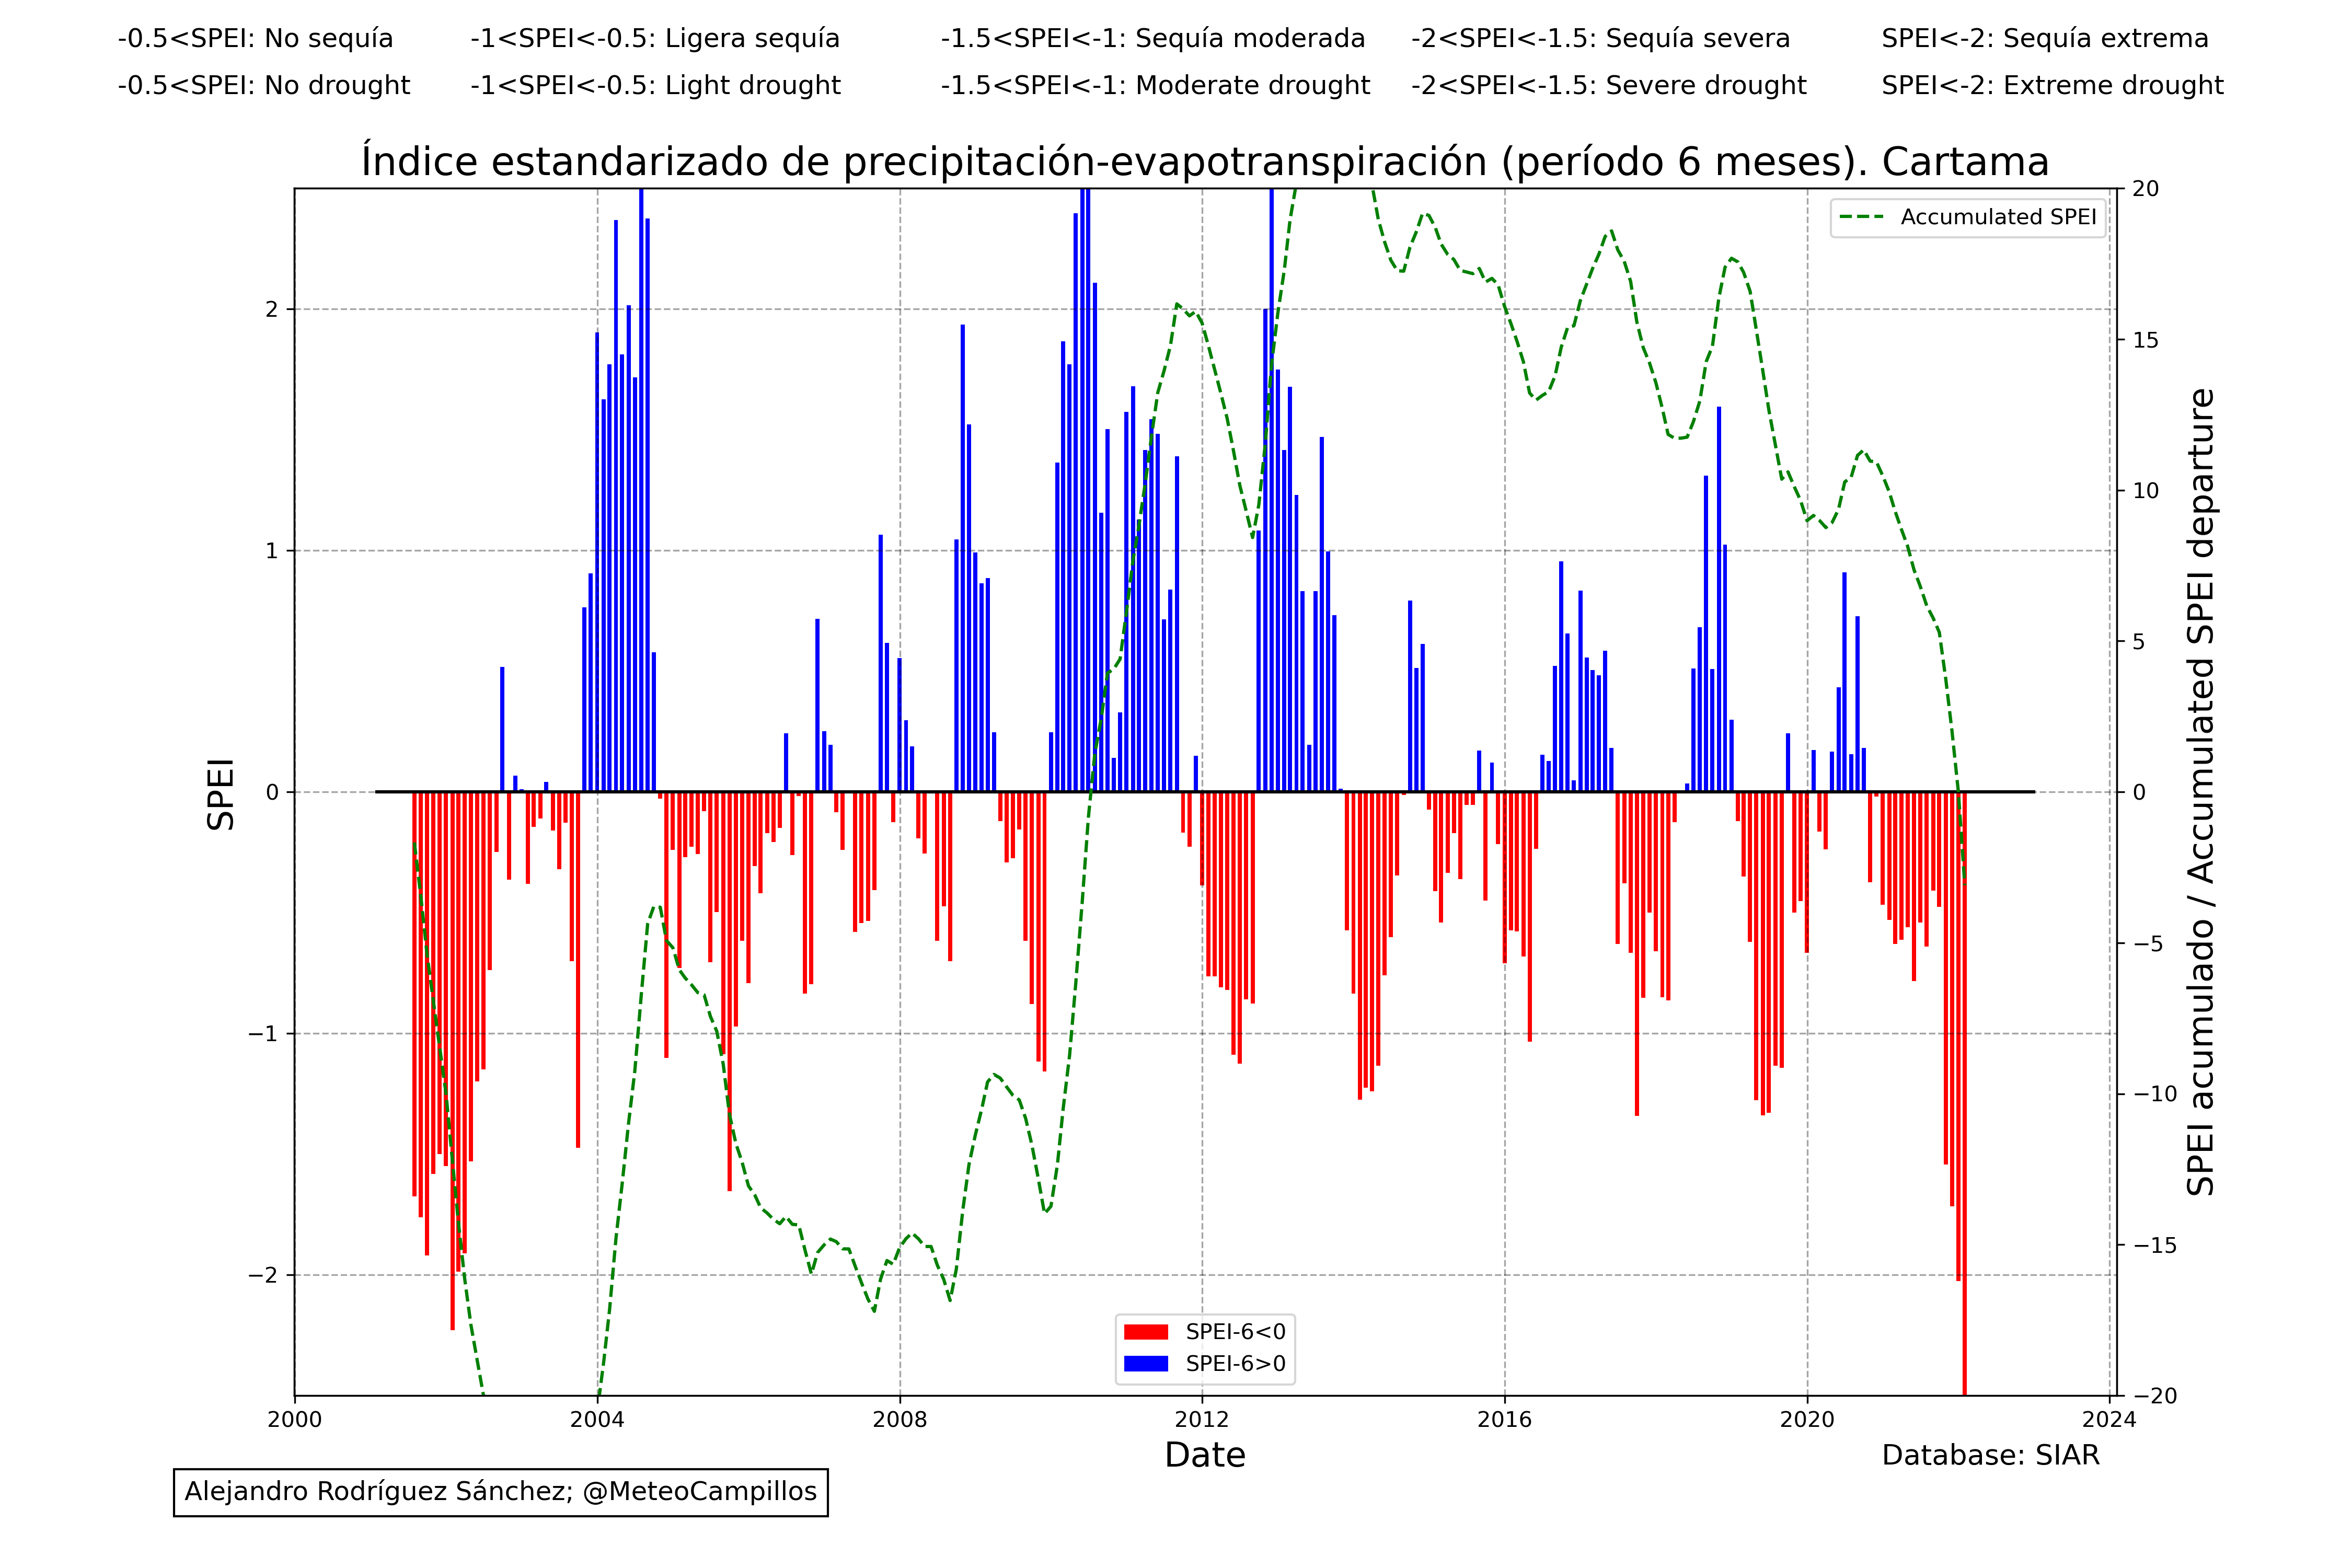 -0.5<SPEI: No sequía -1<SPEI<-0.5: Ligera sequía -1.5<SPEI<-1: Sequía moderada -2<SPEI<-1.5: Sequía severa SPEI<-2: Sequía extrema
-0.5<SPEI: No drought -1<SPEI<-0.5: Light drought -1.5<SPEI<-1: Moderate drought -2<SPEI<-1.5: Severe drought SPEI<-2: Extreme drought
Índice estandarizado de precipitación-evapotranspiración (período 6 meses). Cartama
Accumulated SPEI
SPEI
2
1
0
−1
−2
20
15
10
5
0
−5
−10
−15
−20
SPEI acumulado / Accumulated SPEI departure
SPEI-6<0
SPEI-6>0
2000 2004 2008 2012 2016 2020 2024
Date
Database: SIAR
Alejandro Rodríguez Sánchez; @MeteoCampillos